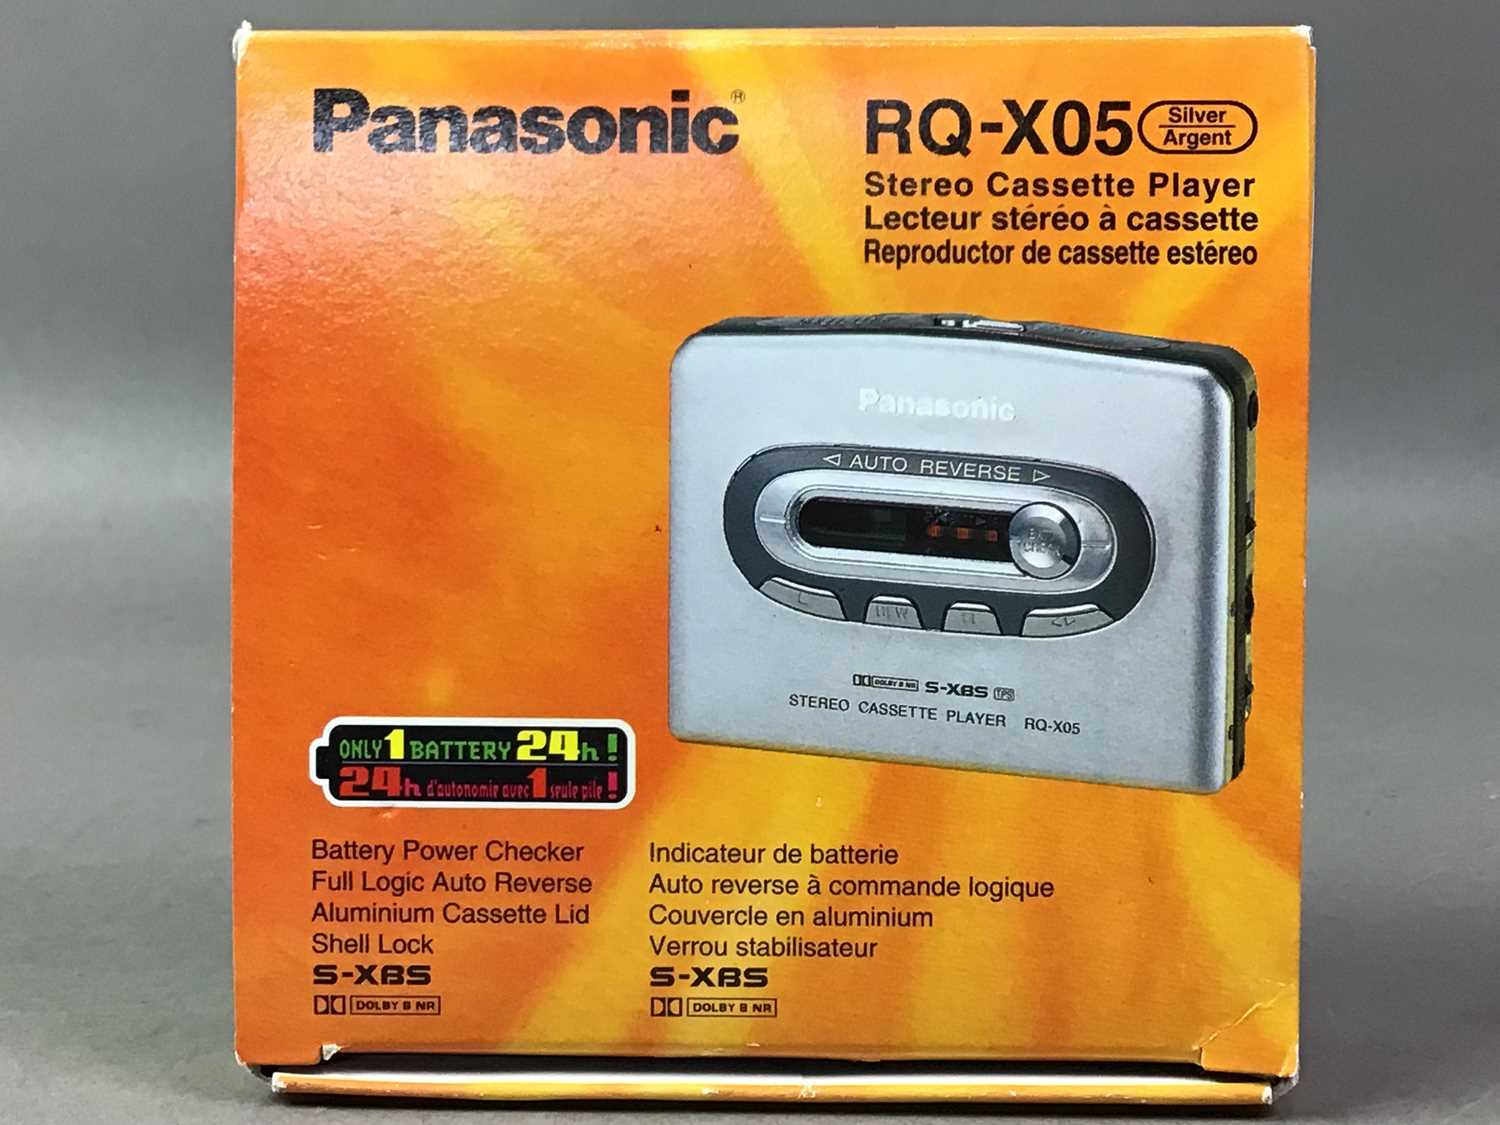 Panasonic®
RQ-X05 Silver
Argent
Stereo Cassette Player
Lecteur stéréo à cassette
Reproductor de cassette estéreo
Panasonic
◁ AUTO REVERSE ▷
DOLBY B NR S-XBS TPS
STEREO CASSETTE PLAYER RQ-X05
ONLY 1 BATTERY 24h!
24h d'autonomie avec 1 seule pile!
Battery Power Checker
Full Logic Auto Reverse
Aluminium Cassette Lid
Shell Lock
S-XBS
DOLBY B NR
Indicateur de batterie
Auto reverse à commande logique
Couvercle en aluminium
Verrou stabilisateur
S-XBS
DOLBY B NR